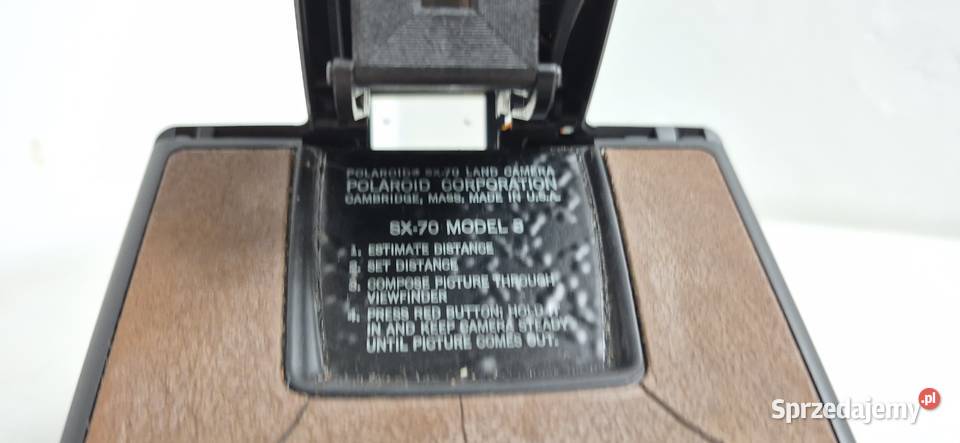 POLAROID® SX-70 LAND CAMERA
POLAROID CORPORATION
CAMBRIDGE, MASS, MADE IN U.S.A.
SX-70 MODEL 3
1. ESTIMATE DISTANCE
2. SET DISTANCE
3. COMPOSE PICTURE THROUGH
VIEWFINDER
4. PRESS RED BUTTON; HOLD IT
IN AND KEEP CAMERA STEADY
UNTIL PICTURE COMES OUT.
Sprzedajemy.pl